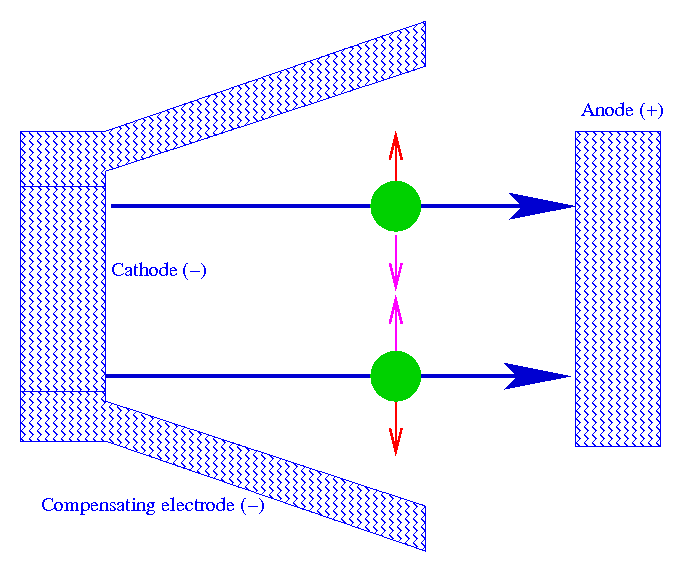 Anode (+)
Cathode (−)
Compensating electrode (−)